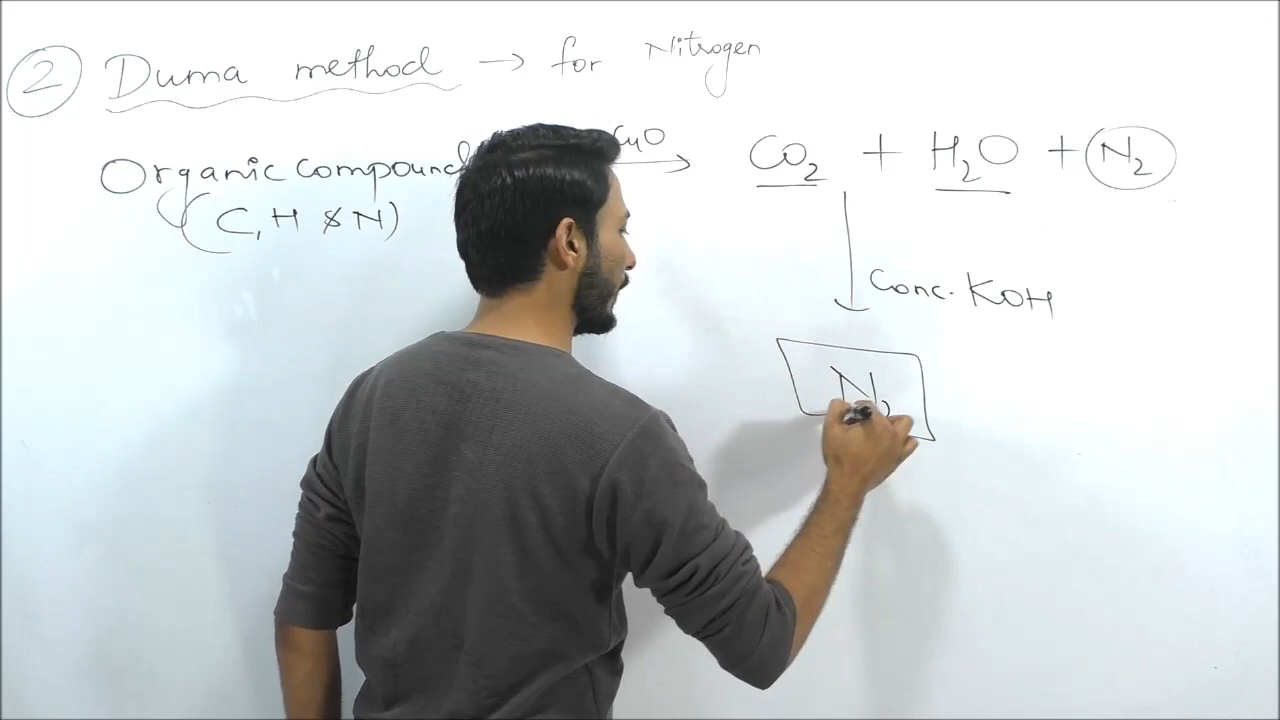 2 Duma method → for Nitrogen
Organic compound CuO → CO₂ + H₂O + N₂
(C, H & N)
Conc. KOH
N₂